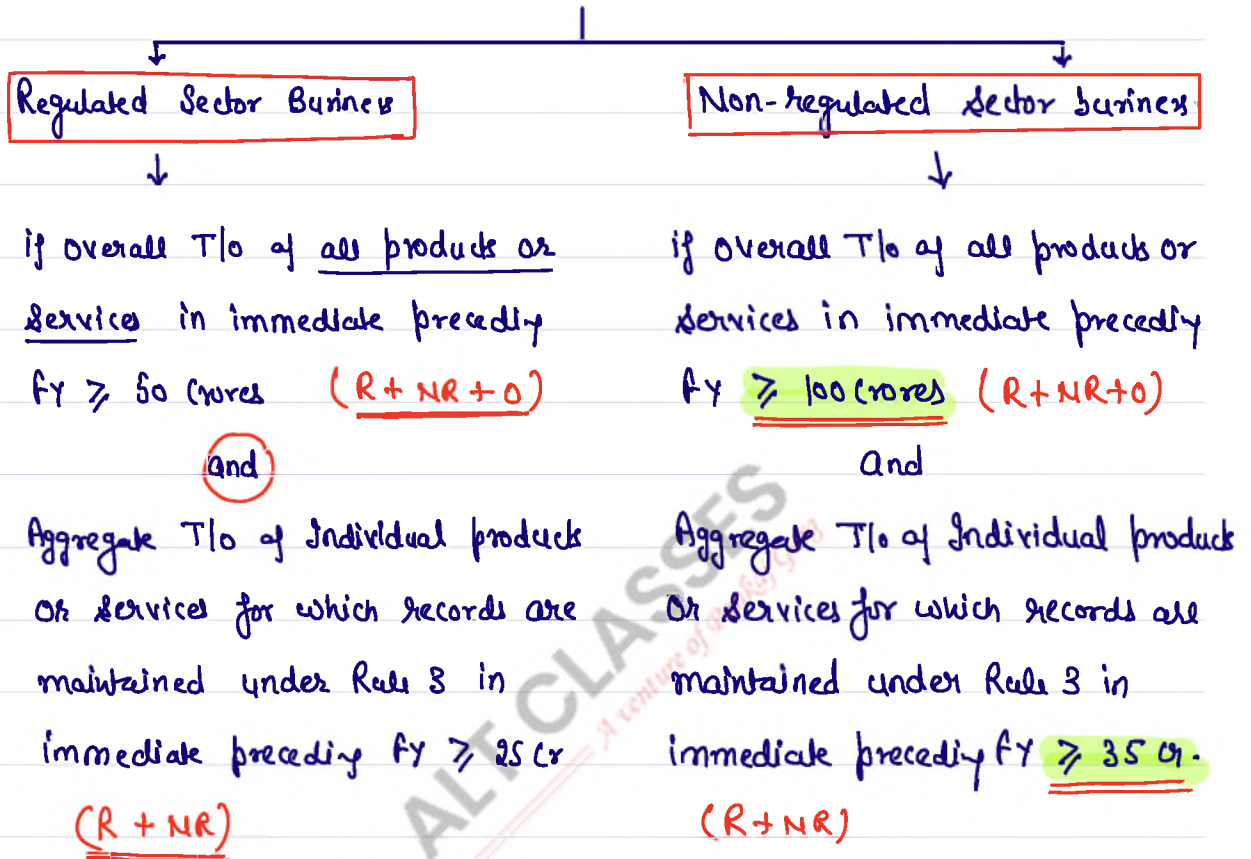 Regulated Sector Business
if overall T/o of all products or
Service in immediate preceding
FY ≥ 50 Crores (R + NR + O)
and
Aggregate T/o of Individual products
or services for which records are
maintained under Rule 3 in
immediate preceding FY ≥ 25 Cr
(R + NR)
Non-regulated Sector business
if overall T/o of all products or
services in immediate preceding
FY ≥ 100 Crores (R + NR + O)
And
Aggregate T/o of Individual products
or services for which records are
maintained under Rule 3 in
immediate preceding FY ≥ 35 Cr.
(R + NR)
ALT CLASSES
A venture of